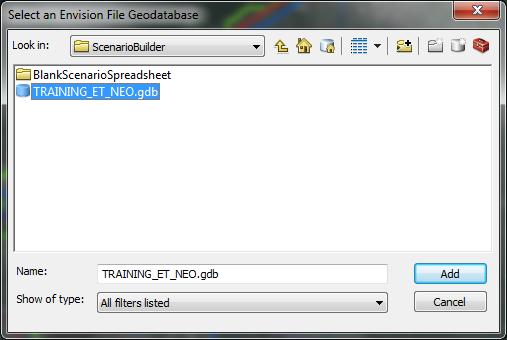 Select an Envision File Geodatabase
Look in: ScenarioBuilder
BlankScenarioSpreadsheet
TRAINING_ET_NEO.gdb
Name: TRAINING_ET_NEO.gdb Add
Show of type: All filters listed Cancel